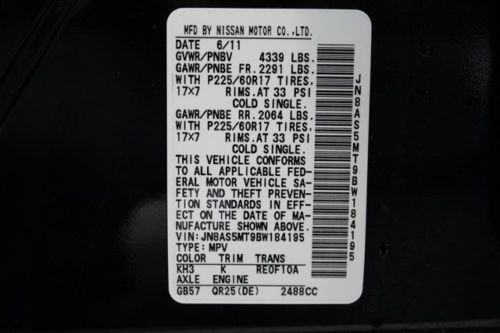 MFD BY NISSAN MOTOR CO.,LTD.
DATE 6/11
GVWR/PNBV 4339 LBS.
GAWR/PNBE FR. 2291 LBS.
WITH P225/60R17 TIRES.
17x7 RIMS.AT 33 PSI
COLD SINGLE.
GAWR/PNBE RR. 2064 LBS.
WITH P225/60R17 TIRES.
17x7 RIMS.AT 33 PSI
COLD SINGLE.
THIS VEHICLE CONFORMS
TO ALL APPLICABLE FED-
ERAL MOTOR VEHICLE SA-
FETY AND THEFT PREVEN-
TION STANDARDS IN EFF-
ECT ON THE DATE OF MA-
NUFACTURE SHOWN ABOVE.
VIN: JN8AS5MT9BW184195
TYPE: MPV
COLOR TRIM TRANS
KH3 K RE0F10A
AXLE ENGINE
GB57 QR25(DE) 2488CC
JN8AS5MT9BW184195